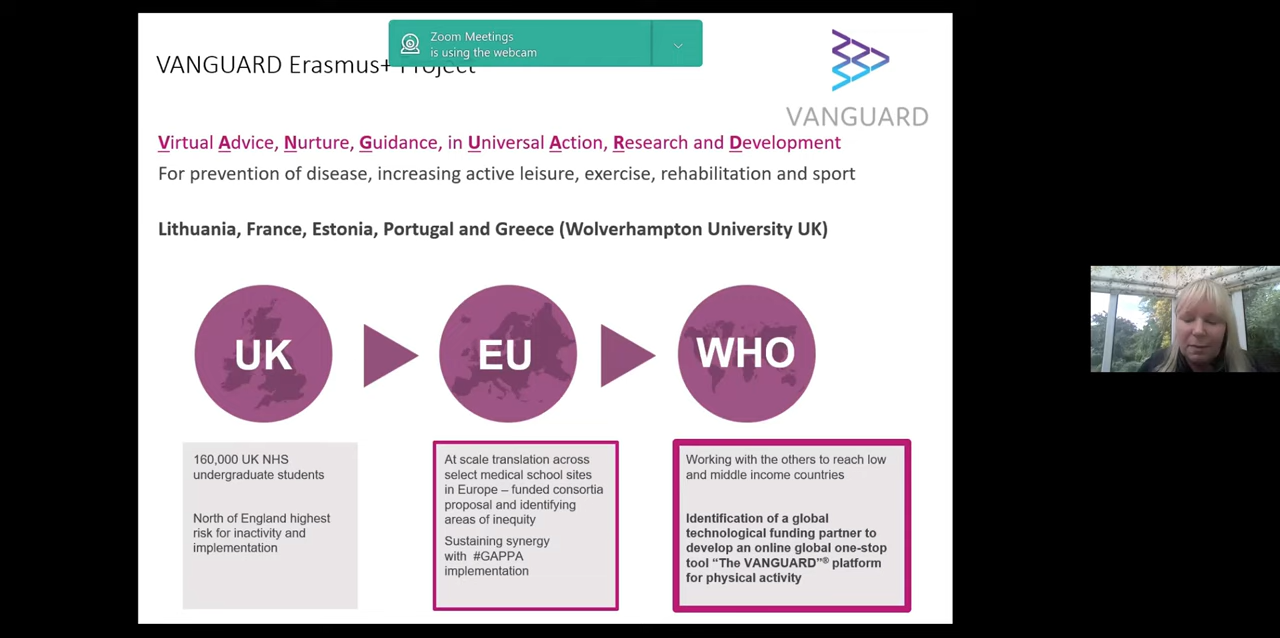 Zoom Meetings
is using the webcam
VANGUARD Erasmus+ Project
VANGUARD
Virtual Advice, Nurture, Guidance, in Universal Action, Research and Development
For prevention of disease, increasing active leisure, exercise, rehabilitation and sport
Lithuania, France, Estonia, Portugal and Greece (Wolverhampton University UK)
UK
EU
WHO
160,000 UK NHS
undergraduate students
North of England highest
risk for inactivity and
implementation
At scale translation across
select medical school sites
in Europe – funded consortia
proposal and identifying
areas of inequity
Sustaining synergy
with #GAPPA
implementation
Working with the others to reach low
and middle income countries
Identification of a global
technological funding partner to
develop an online global one-stop
tool “The VANGUARD”® platform
for physical activity